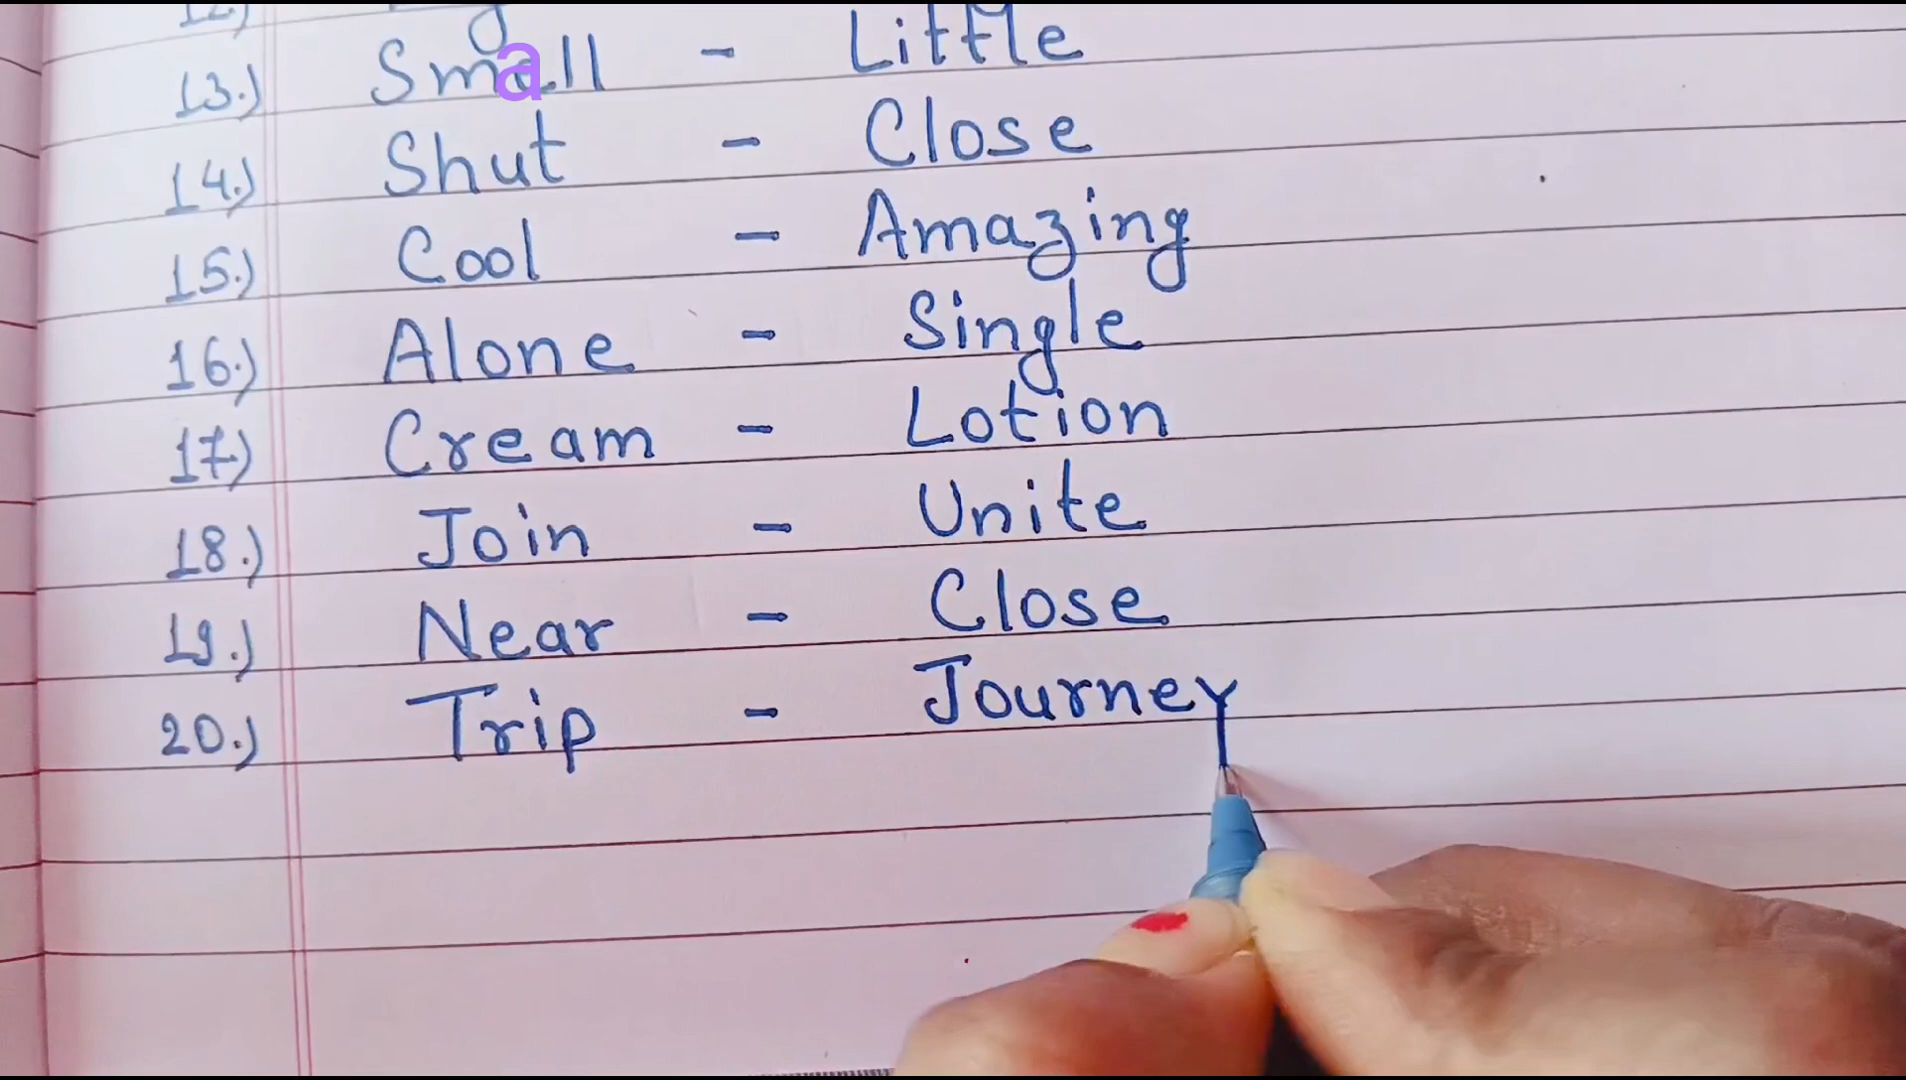 12.)
13.) Small - Little
14.) Shut - Close
15.) Cool - Amazing
16.) Alone - Single
17.) Cream - Lotion
18.) Join - Unite
19.) Near - Close
20.) Trip - Journey